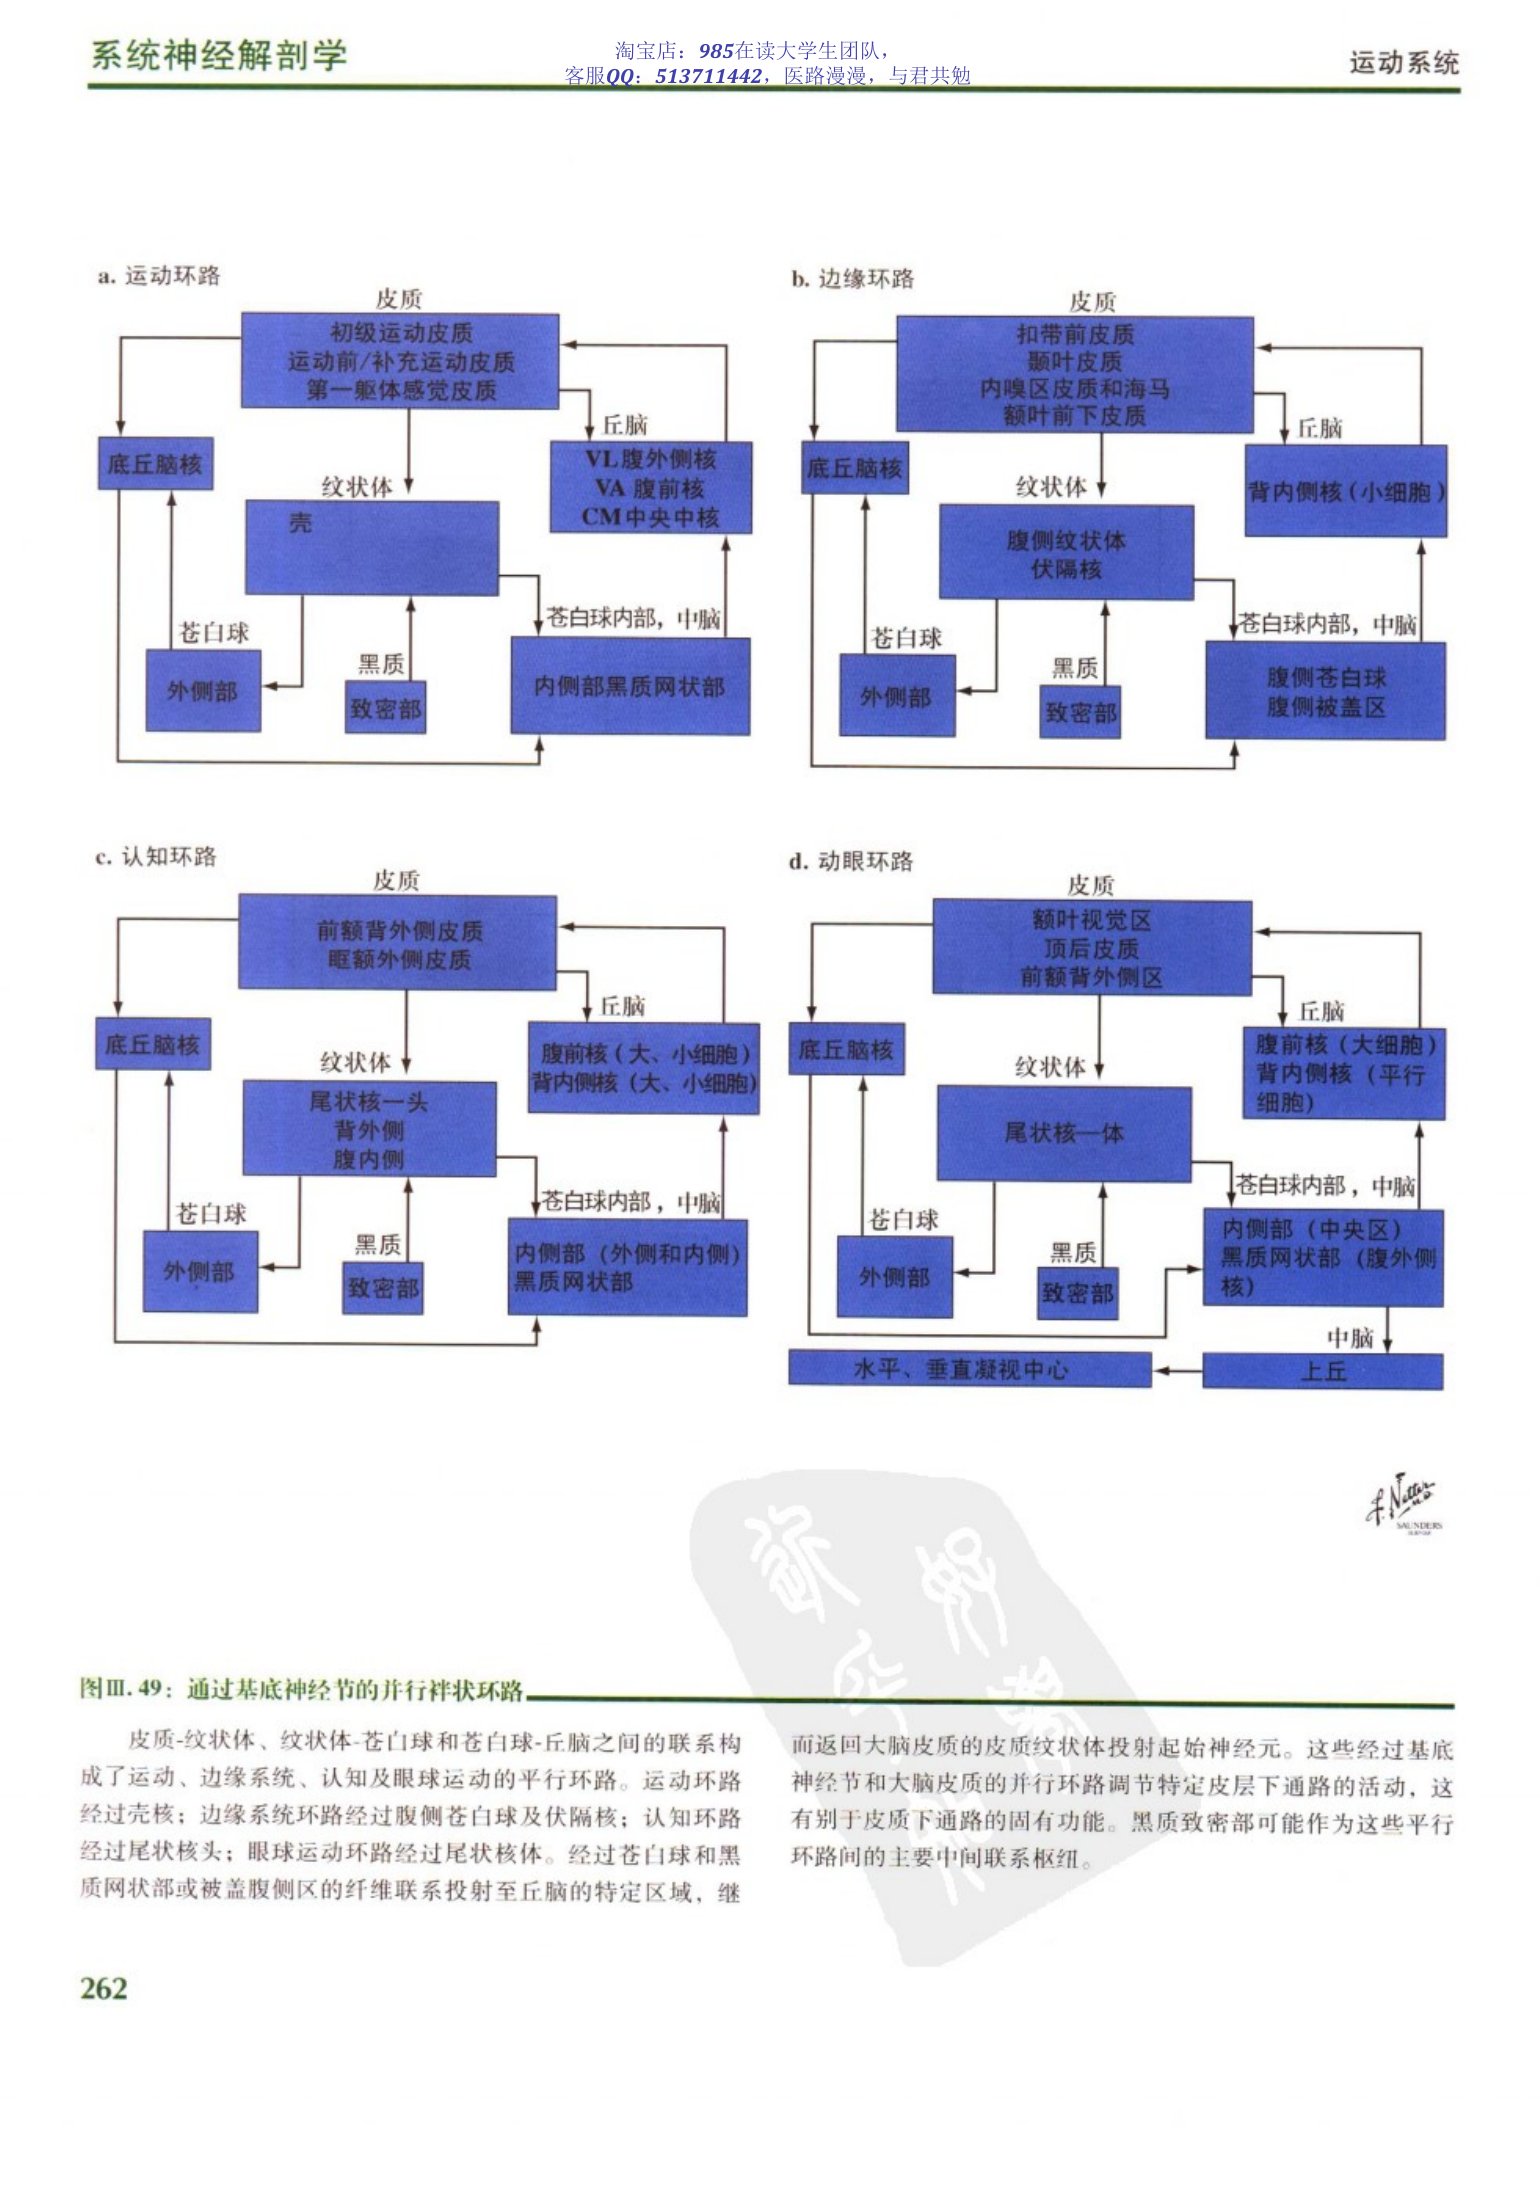 系统神经解剖学
淘宝店：985在读大学生团队，
客服QQ：513711442，医路漫漫，与君共勉
运动系统
a. 运动环路
皮质
初级运动皮质
运动前/补充运动皮质
第一躯体感觉皮质
丘脑
VL腹外侧核
VA 腹前核
CM中央中核
底丘脑核
纹状体
壳
苍白球
外侧部
黑质
致密部
苍白球内部，中脑
内侧部黑质网状部
b. 边缘环路
皮质
扣带前皮质
颞叶皮质
内嗅区皮质和海马
额叶前下皮质
丘脑
背内侧核（小细胞）
底丘脑核
纹状体
腹侧纹状体
伏隔核
苍白球
外侧部
黑质
致密部
苍白球内部，中脑
腹侧苍白球
腹侧被盖区
c. 认知环路
皮质
前额背外侧皮质
眶额外侧皮质
丘脑
腹前核（大、小细胞）
背内侧核（大、小细胞）
底丘脑核
纹状体
尾状核—头
背外侧
腹内侧
苍白球
外侧部
黑质
致密部
苍白球内部，中脑
内侧部（外侧和内侧）
黑质网状部
d. 动眼环路
皮质
额叶视觉区
顶后皮质
前额背外侧区
丘脑
腹前核（大细胞）
背内侧核（平行
细胞）
底丘脑核
纹状体
尾状核—体
苍白球
外侧部
黑质
致密部
苍白球内部，中脑
内侧部（中央区）
黑质网状部（腹外侧
核）
中脑
上丘
水平、垂直凝视中心
F. Netter
SAUNDERS
图Ⅲ.49：通过基底神经节的并行袢状环路
皮质-纹状体、纹状体-苍白球和苍白球-丘脑之间的联系构
成了运动、边缘系统、认知及眼球运动的平行环路。运动环路
经过壳核；边缘系统环路经过腹侧苍白球及伏隔核；认知环路
经过尾状核头；眼球运动环路经过尾状核体。经过苍白球和黑
质网状部或被盖腹侧区的纤维联系投射至丘脑的特定区域，继
而返回大脑皮质的皮质纹状体投射起始神经元。这些经过基底
神经节和大脑皮质的并行环路调节特定皮层下通路的活动，这
有别于皮质下通路的固有功能。黑质致密部可能作为这些平行
环路间的主要中间联系枢纽。
262